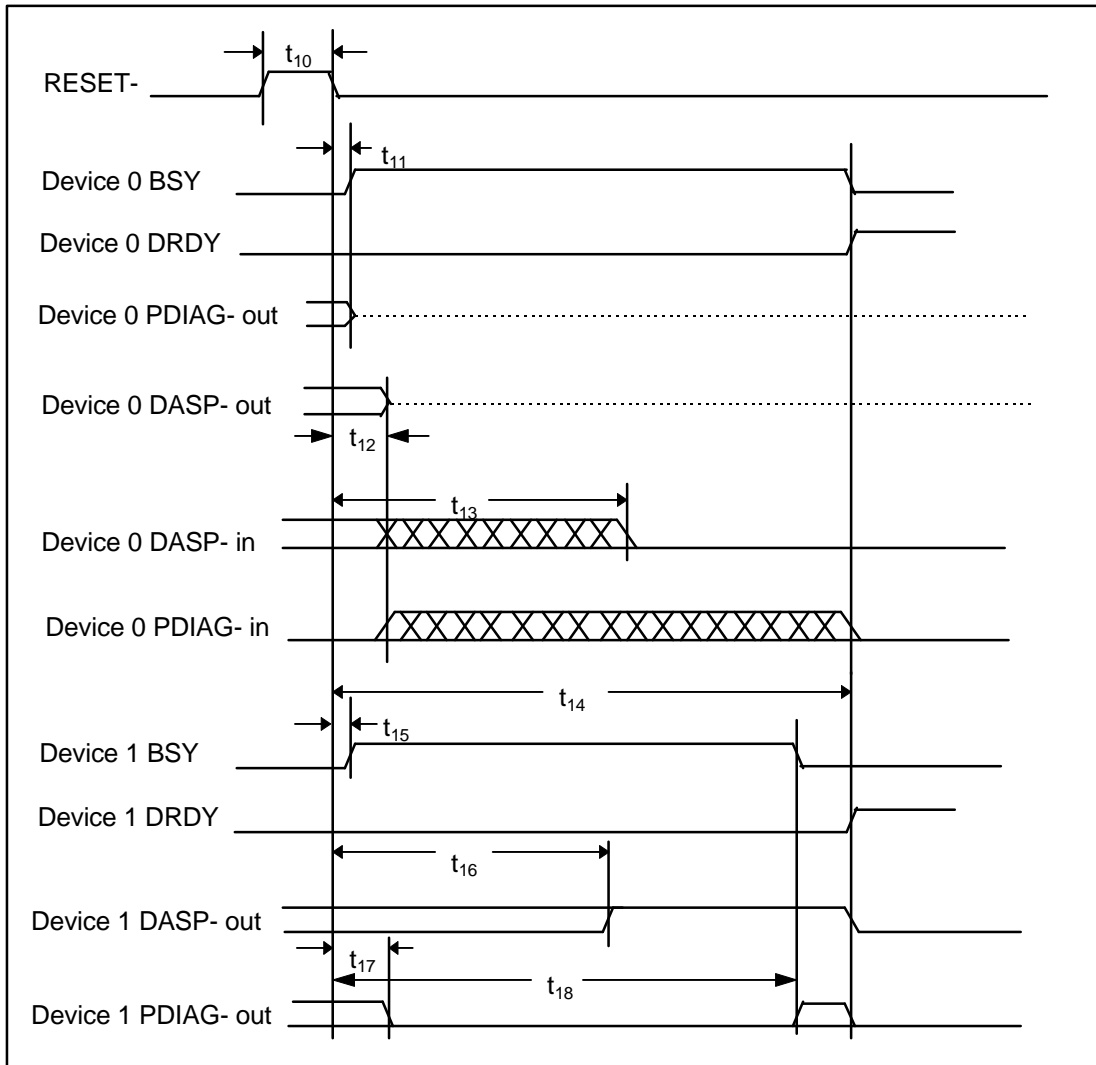 t10
RESET-
t11
Device 0 BSY
Device 0 DRDY
Device 0 PDIAG- out
Device 0 DASP- out
t12
t13
Device 0 DASP- in
Device 0 PDIAG- in
t14
t15
Device 1 BSY
Device 1 DRDY
t16
Device 1 DASP- out
t17
t18
Device 1 PDIAG- out